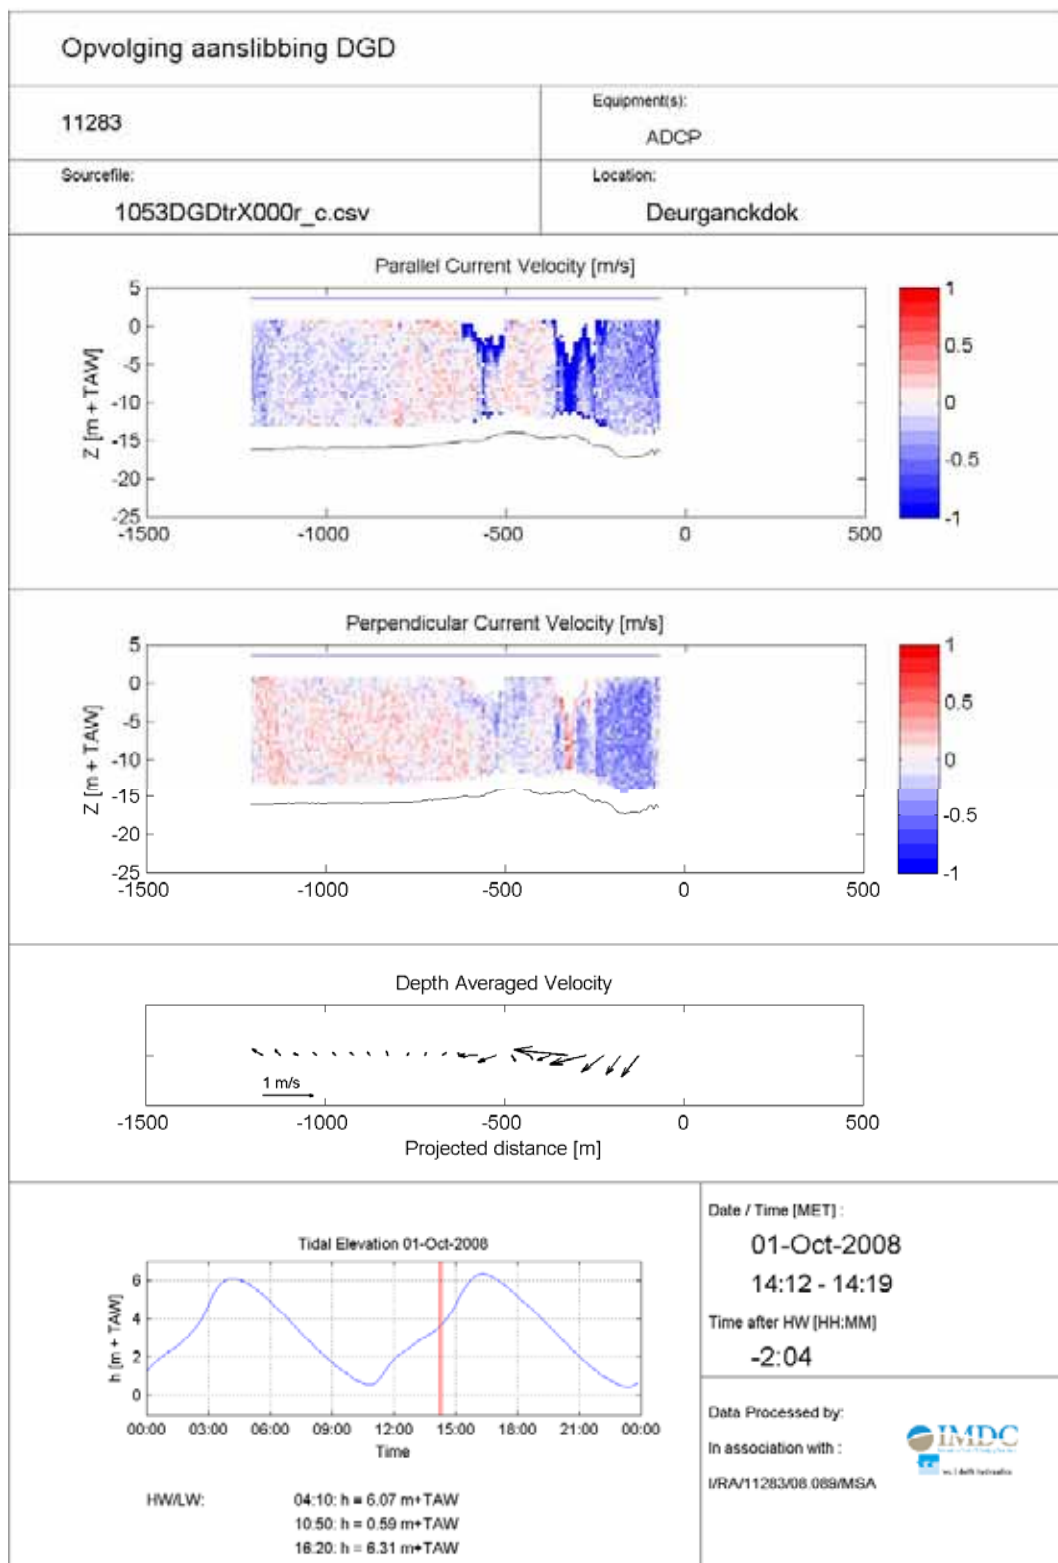 Opvolging aanslibbing DGD
11283
Equipment(s):
ADCP
Sourcefile:
1053DGDtrX000r_c.csv
Location:
Deurganckdok
Parallel Current Velocity [m/s]
5
0
-5
-10
-15
-20
-25
Z [m + TAW]
-1500
-1000
-500
0
500
1
0.5
0
-0.5
-1
Perpendicular Current Velocity [m/s]
5
0
-5
-10
-15
-20
-25
Z [m + TAW]
-1500
-1000
-500
0
500
1
0.5
0
-0.5
-1
Depth Averaged Velocity
1 m/s
-1500
-1000
-500
0
500
Projected distance [m]
Tidal Elevation 01-Oct-2008
6
4
2
0
h [m + TAW]
00:00
03:00
06:00
09:00
12:00
15:00
18:00
21:00
00:00
Time
HW/LW:
04:10: h = 6.07 m+TAW
10:50: h = 0.59 m+TAW
16:20: h = 6.31 m+TAW
Date / Time [MET] :
01-Oct-2008
14:12 - 14:19
Time after HW [HH:MM]
-2:04
Data Processed by:
IMDC
In association with :
wl | delft hydraulics
I/RA/11283/08.089/MSA